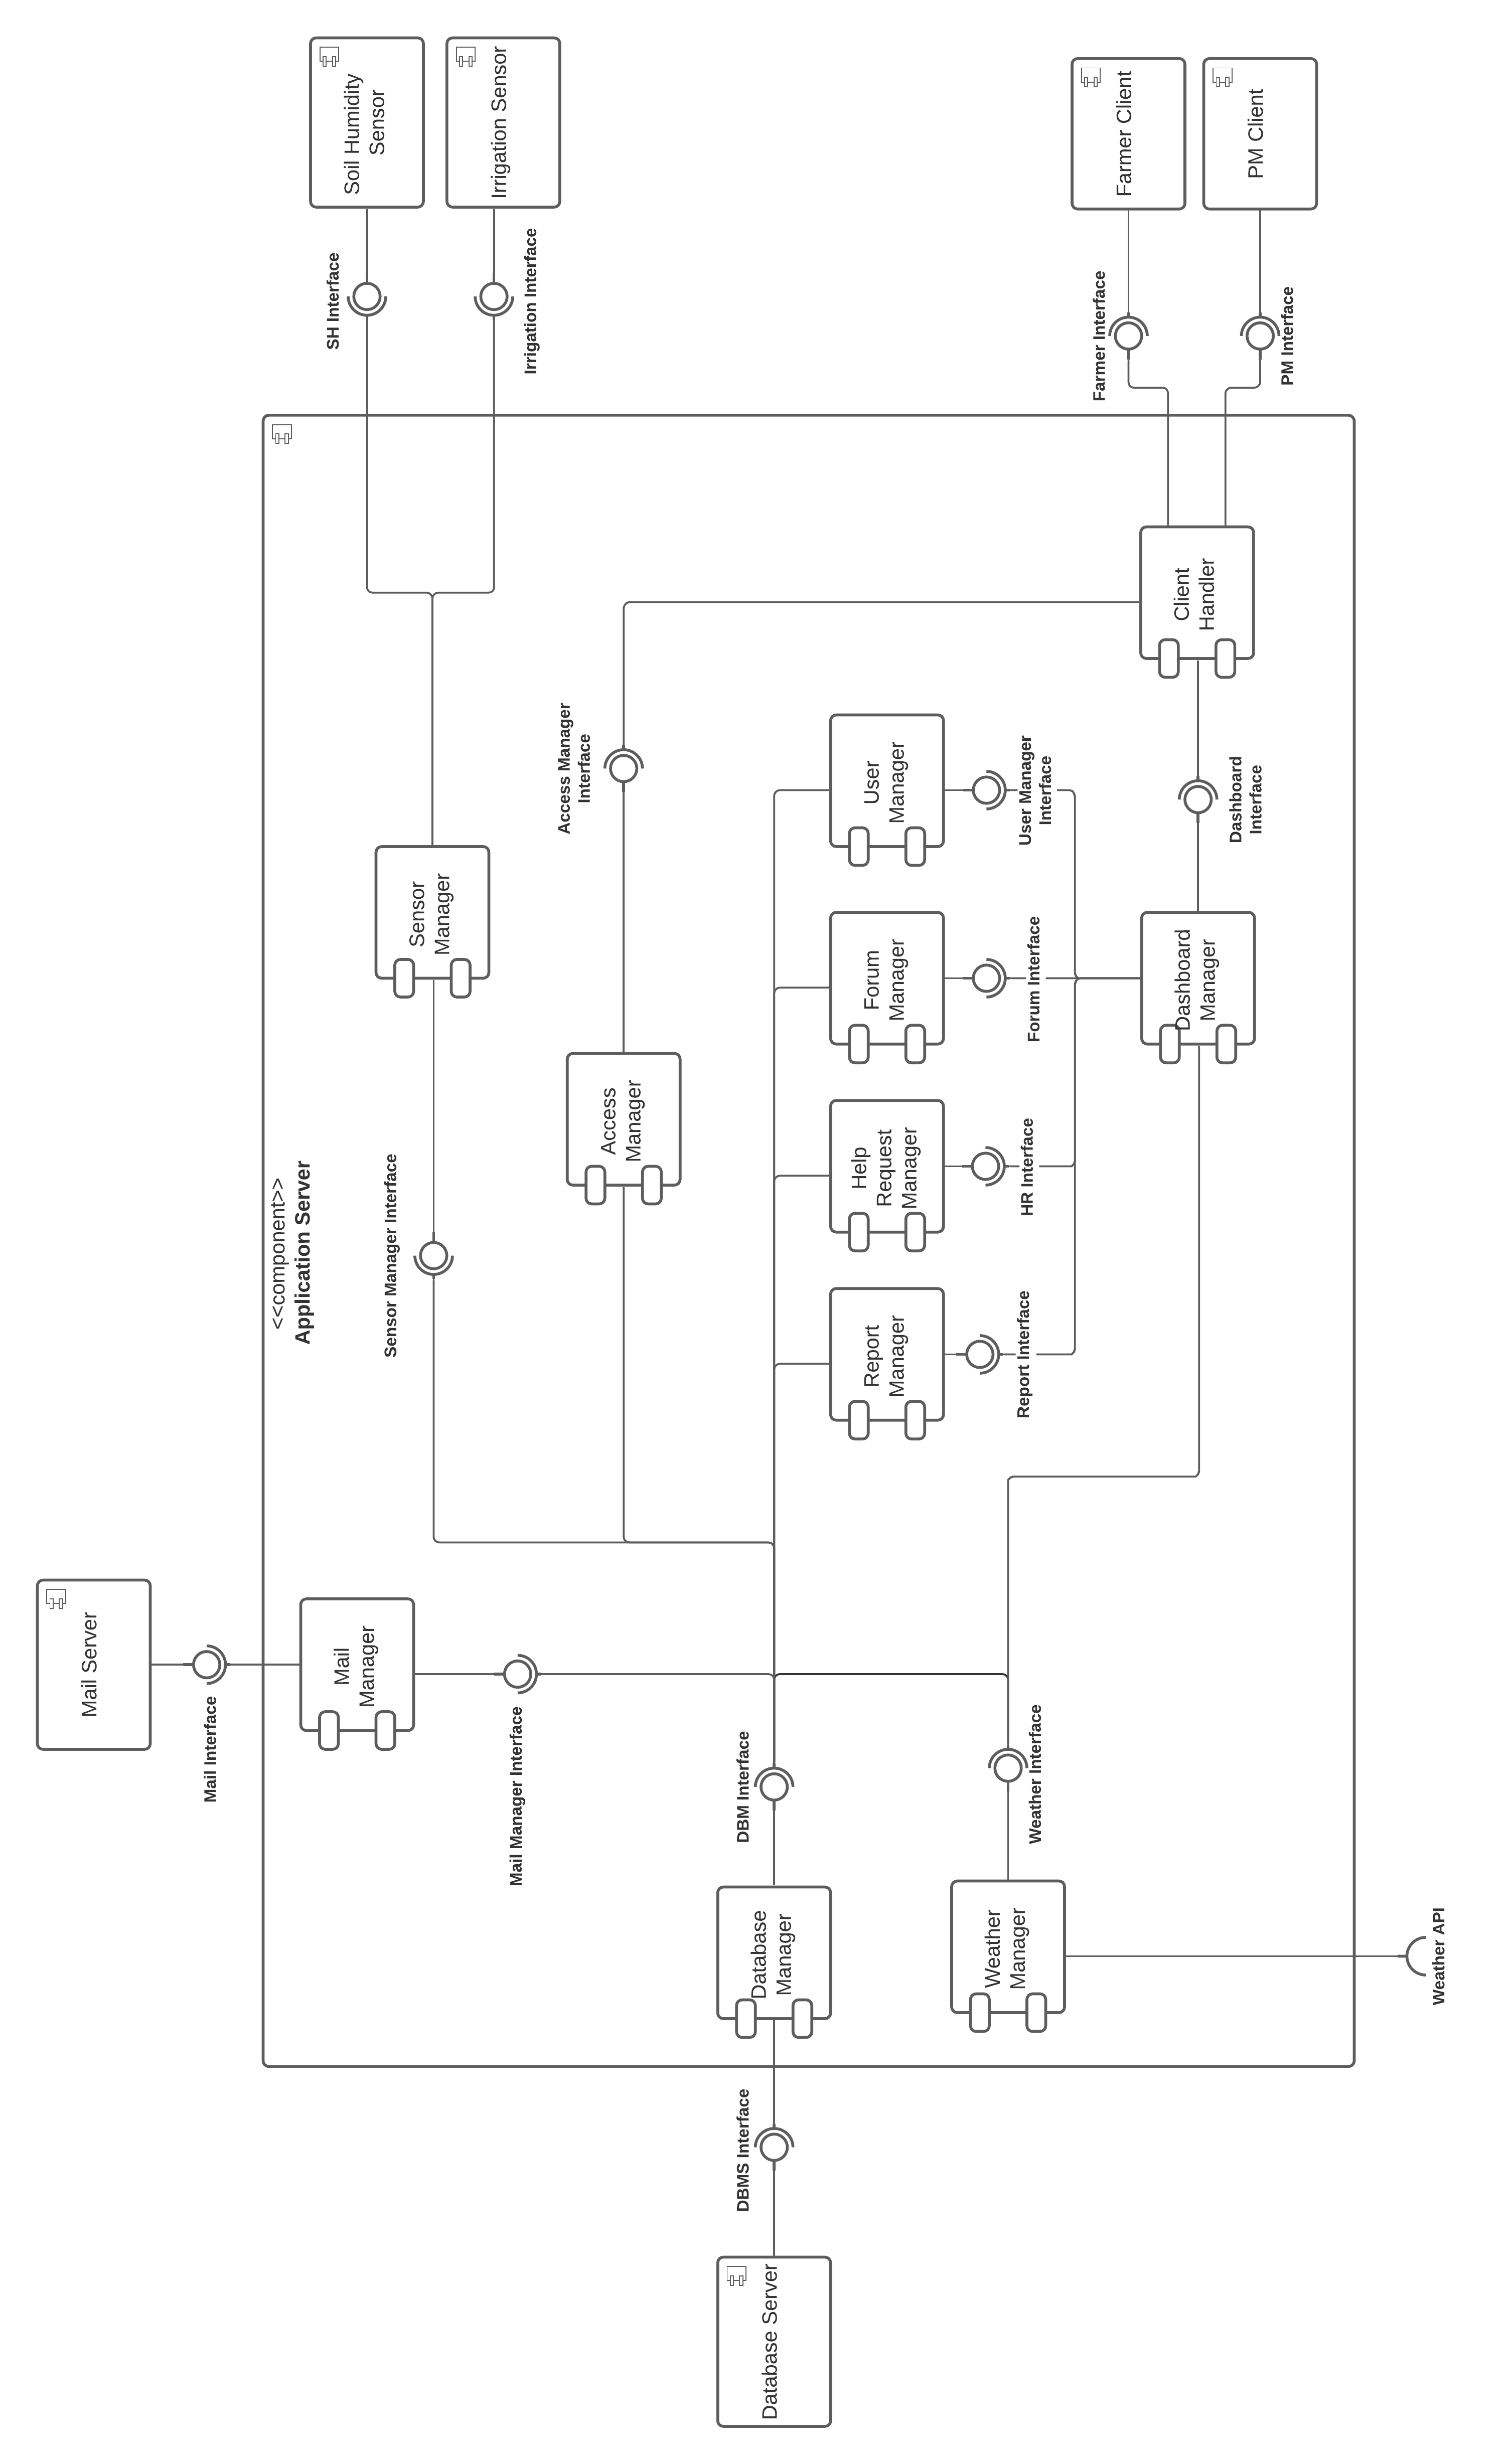 Mail Server
Mail Interface
<<component>>
Application Server
Mail
Manager
Mail Manager Interface
Soil Humidity
Sensor
SH Interface
Irrigation Sensor
Irrigation Interface
Sensor
Manager
Sensor Manager Interface
Access Manager
Interface
Access
Manager
Database Server
DBMS Interface
Database
Manager
DBM Interface
Report
Manager
Help
Request
Manager
Forum
Manager
User
Manager
Report Interface
HR Interface
Forum Interface
User Manager
Interface
Weather
Manager
Weather Interface
Dashboard
Manager
Dashboard
Interface
Client
Handler
Farmer Interface
Farmer Client
PM Interface
PM Client
Weather API